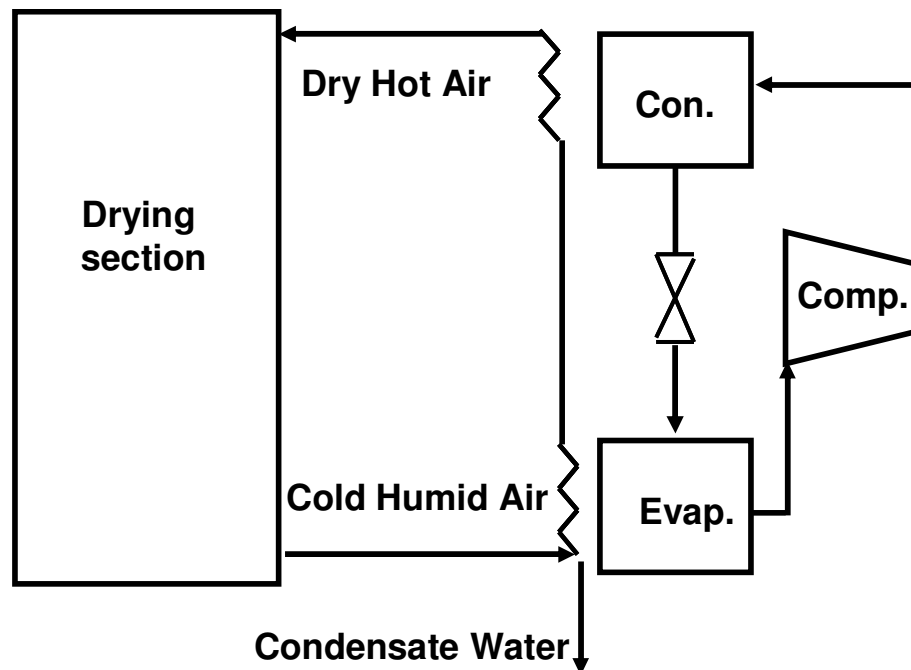 Dry Hot Air
Con.
Drying
section
Comp.
Cold Humid Air
Evap.
Condensate Water